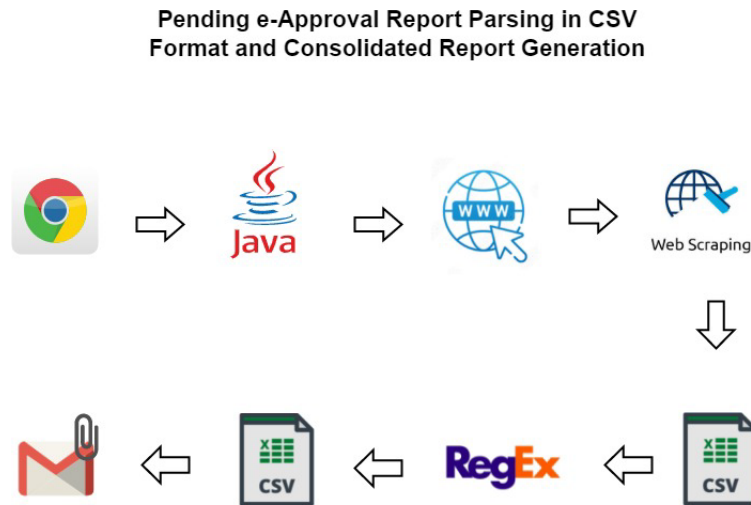 Pending e-Approval Report Parsing in CSV
Format and Consolidated Report Generation
Java
WWW
Web Scraping
CSV
RegEx
CSV